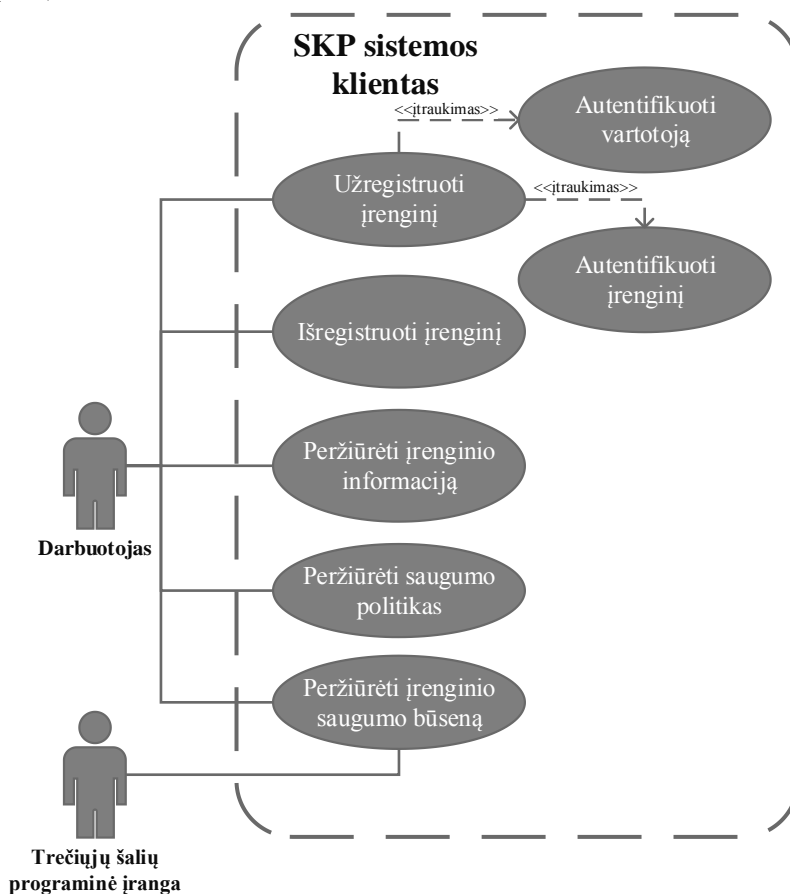 SKP sistemos
klientas
<<įtraukimas>>
Autentifikuoti
vartotoją
Užregistruoti
įrenginį
<<įtraukimas>>
Autentifikuoti
įrenginį
Išregistruoti įrenginį
Peržiūrėti įrenginio
informaciją
Darbuotojas
Peržiūrėti saugumo
politikas
Peržiūrėti įrenginio
saugumo būseną
Trečiųjų šalių
programinė įranga